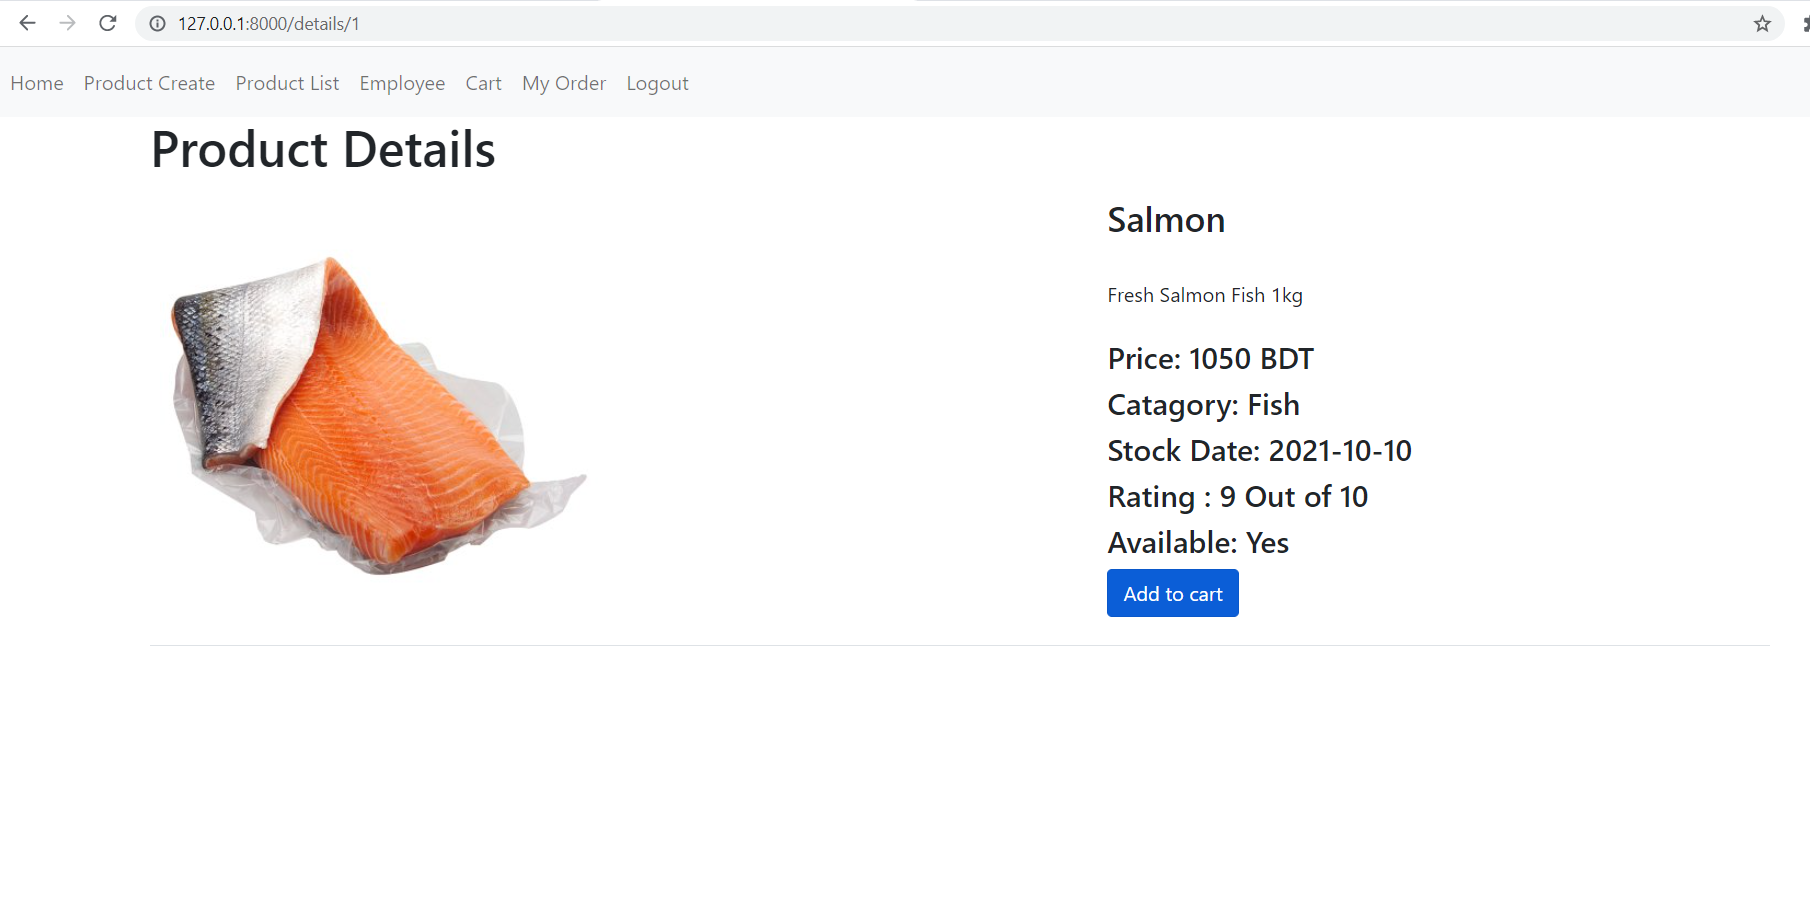 127.0.0.1:8000/details/1
Home Product Create Product List Employee Cart My Order Logout
Product Details
Salmon
Fresh Salmon Fish 1kg
Price: 1050 BDT
Catagory: Fish
Stock Date: 2021-10-10
Rating : 9 Out of 10
Available: Yes
Add to cart